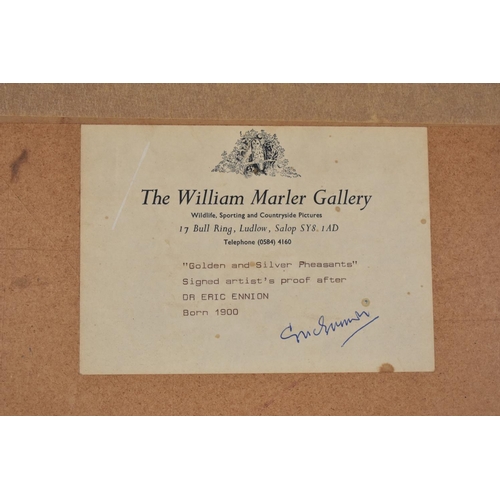 The William Marler Gallery
Wildlife, Sporting and Countryside Pictures
17 Bull Ring, Ludlow, Salop SY8. 1AD
Telephone (0584) 4160
"Golden and Silver Pheasants"
Signed artist's proof after
DR ERIC ENNION
Born 1900